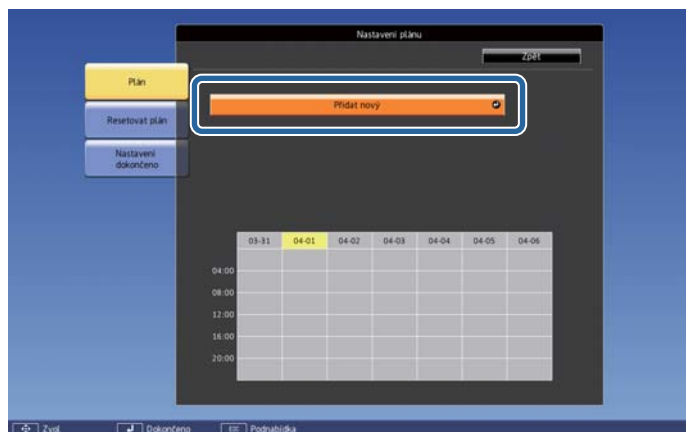 Nastavení plánu
Zpět
Plán
Přidat nový
Resetovat plán
Nastavení
dokončeno
03-31 04-01 04-02 04-03 04-04 04-05 04-06
04:00
08:00
12:00
16:00
20:00
Zvol Dokončeno Podnabídka